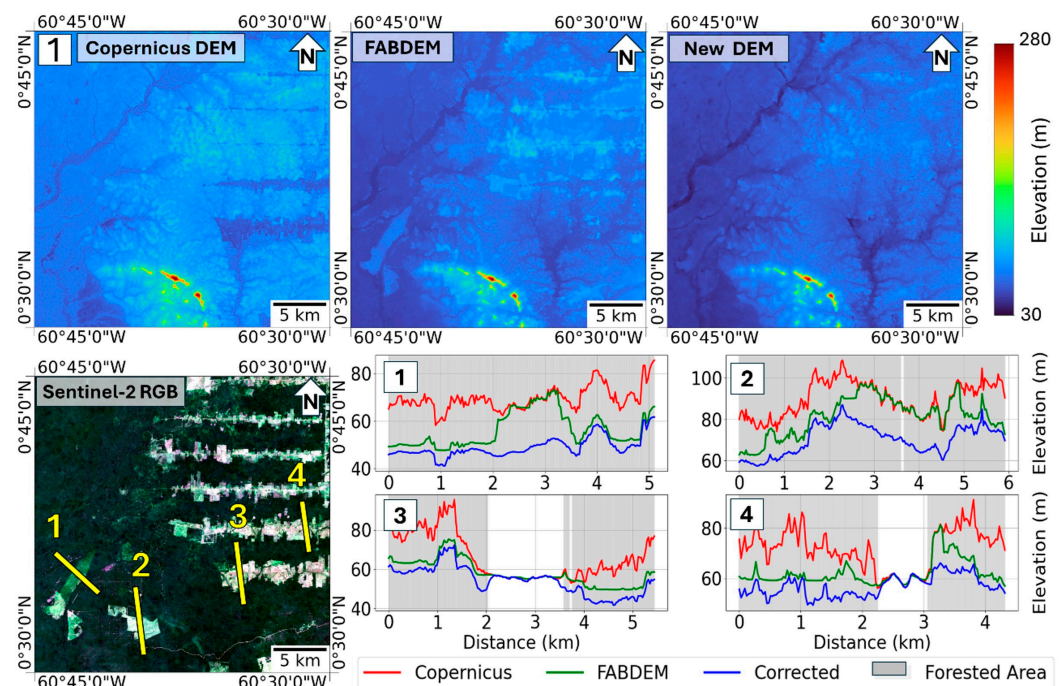 60°45'0"W 60°30'0"W 60°45'0"W 60°30'0"W 60°45'0"W 60°30'0"W
1 Copernicus DEM N FABDEM N New DEM N
0°45'0"N 0°45'0"N 0°45'0"N 0°45'0"N
280
Elevation (m)
30
0°30'0"N 0°30'0"N 0°30'0"N 0°30'0"N
5 km 5 km 5 km
60°45'0"W 60°30'0"W 60°45'0"W 60°30'0"W 60°45'0"W 60°30'0"W
60°45'0"W 60°30'0"W
Sentinel-2 RGB N
0°45'0"N 0°45'0"N
1 2 3 4
0°30'0"N 0°30'0"N
5 km
60°45'0"W 60°30'0"W
1
80
60
40
0 1 2 3 4 5
2
100
80
60
0 1 2 3 4 5 6
Elevation (m)
3
80
60
40
0 1 2 3 4 5
Distance (km)
4
80
60
0 1 2 3 4
Distance (km)
Elevation (m)
Copernicus FABDEM Corrected Forested Area